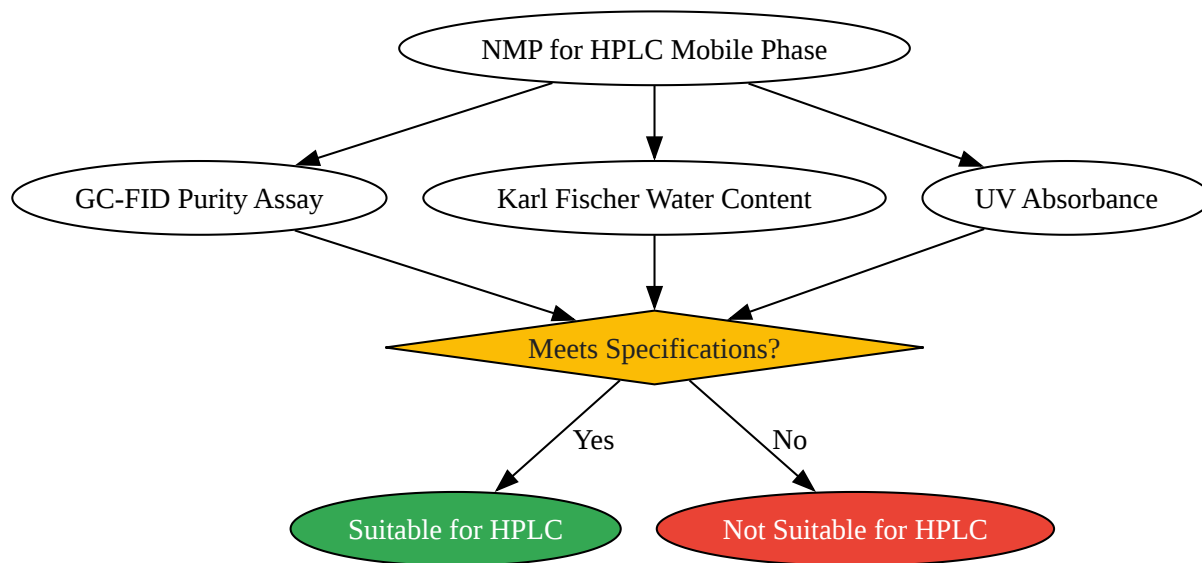 NMP for HPLC Mobile Phase
GC-FID Purity Assay
Karl Fischer Water Content
UV Absorbance
Meets Specifications?
Yes
No
Suitable for HPLC
Not Suitable for HPLC